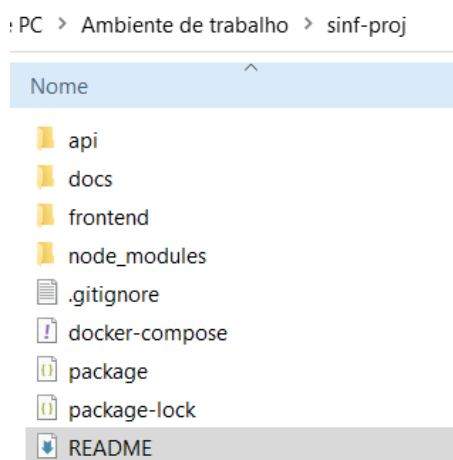 PC > Ambiente de trabalho > sinf-proj
Nome
api
docs
frontend
node_modules
.gitignore
docker-compose
package
package-lock
README